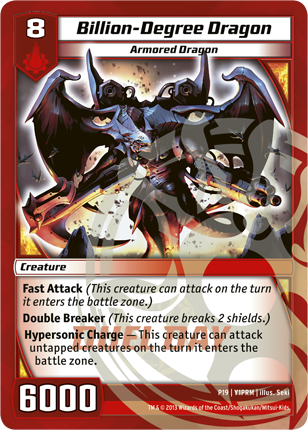 8
Billion-Degree Dragon
Armored Dragon
Creature
Fast Attack (This creature can attack on the turn
it enters the battle zone.)
Double Breaker (This creature breaks 2 shields.)
Hypersonic Charge — This creature can attack
untapped creatures on the turn it enters the
battle zone.
6000
P19 | Y1PRM | illus. Seki
TM & © 2013 Wizards of the Coast/Shogakukan/Mitsui-Kids